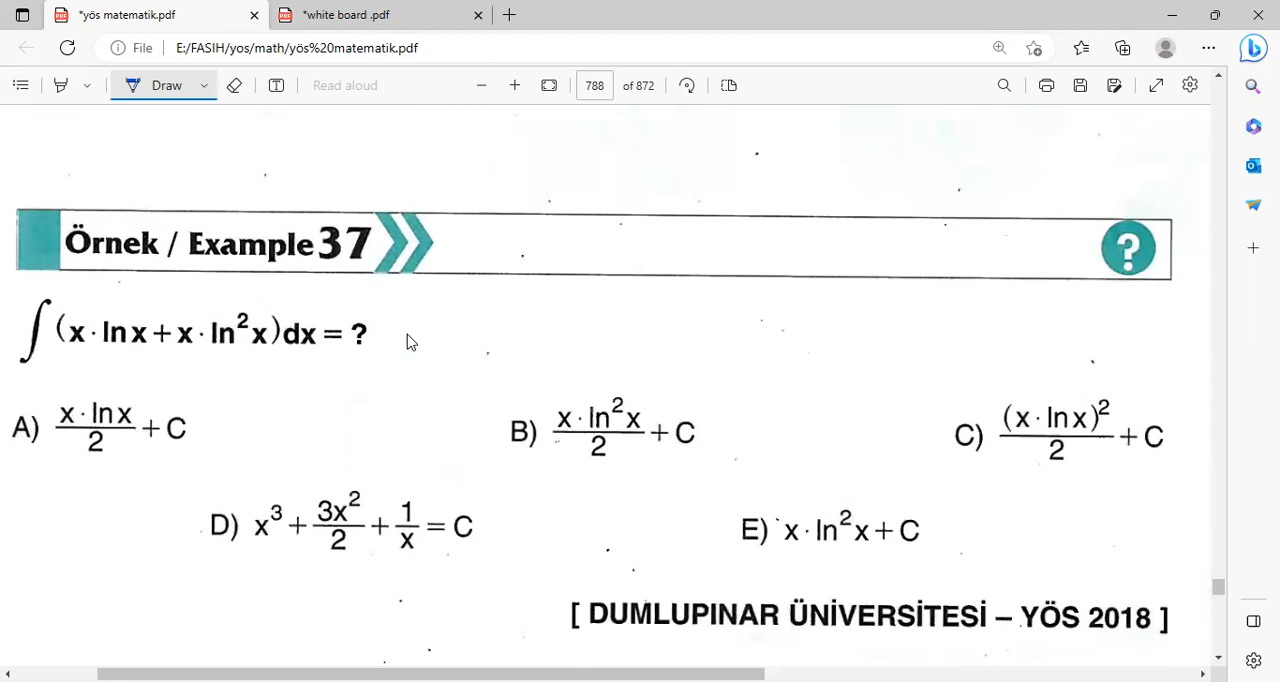 *yös matematik.pdf
*white board .pdf
File E:/FASIH/yos/math/yös%20matematik.pdf
Draw Read aloud 788 of 872
Örnek / Example 37
?
∫(x · ln x + x · ln²x)dx = ?
A) x · ln x / 2 + C B) x · ln²x / 2 + C C) (x · ln x)² / 2 + C
D) x³ + 3x²/2 + 1/x = C E) x · ln²x + C
[ DUMLUPINAR ÜNİVERSİTESİ – YÖS 2018 ]